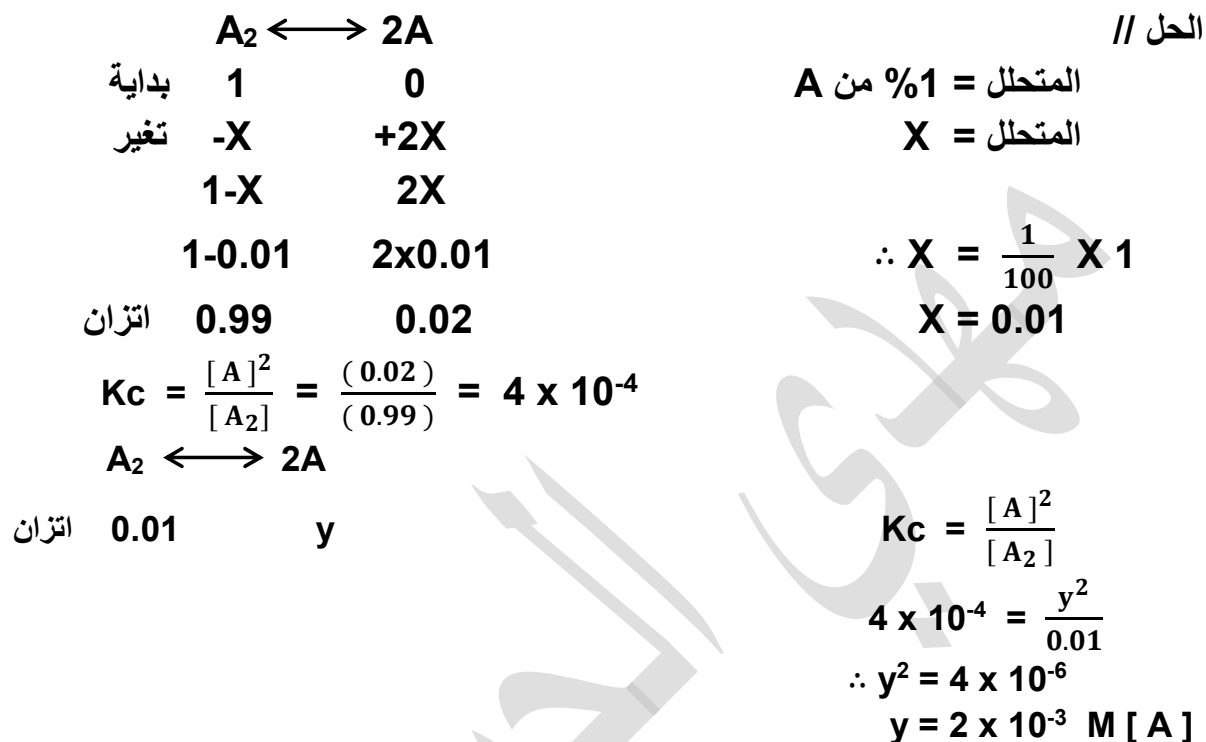 الحل //
A₂ ⟷ 2A
بداية 1 0
المتحلل = 1% من A
تغير -X +2X
المتحلل = X
1-X 2X
1-0.01 2x0.01
∴ X = 1/100 X 1
اتزان 0.99 0.02
X = 0.01
Kc = [ A ]²/[ A₂] = ( 0.02 )/( 0.99 ) = 4 x 10⁻⁴
A₂ ⟷ 2A
اتزان 0.01 y
Kc = [ A ]²/[ A₂ ]
4 x 10⁻⁴ = y²/0.01
∴ y² = 4 x 10⁻⁶
y = 2 x 10⁻³ M [ A ]